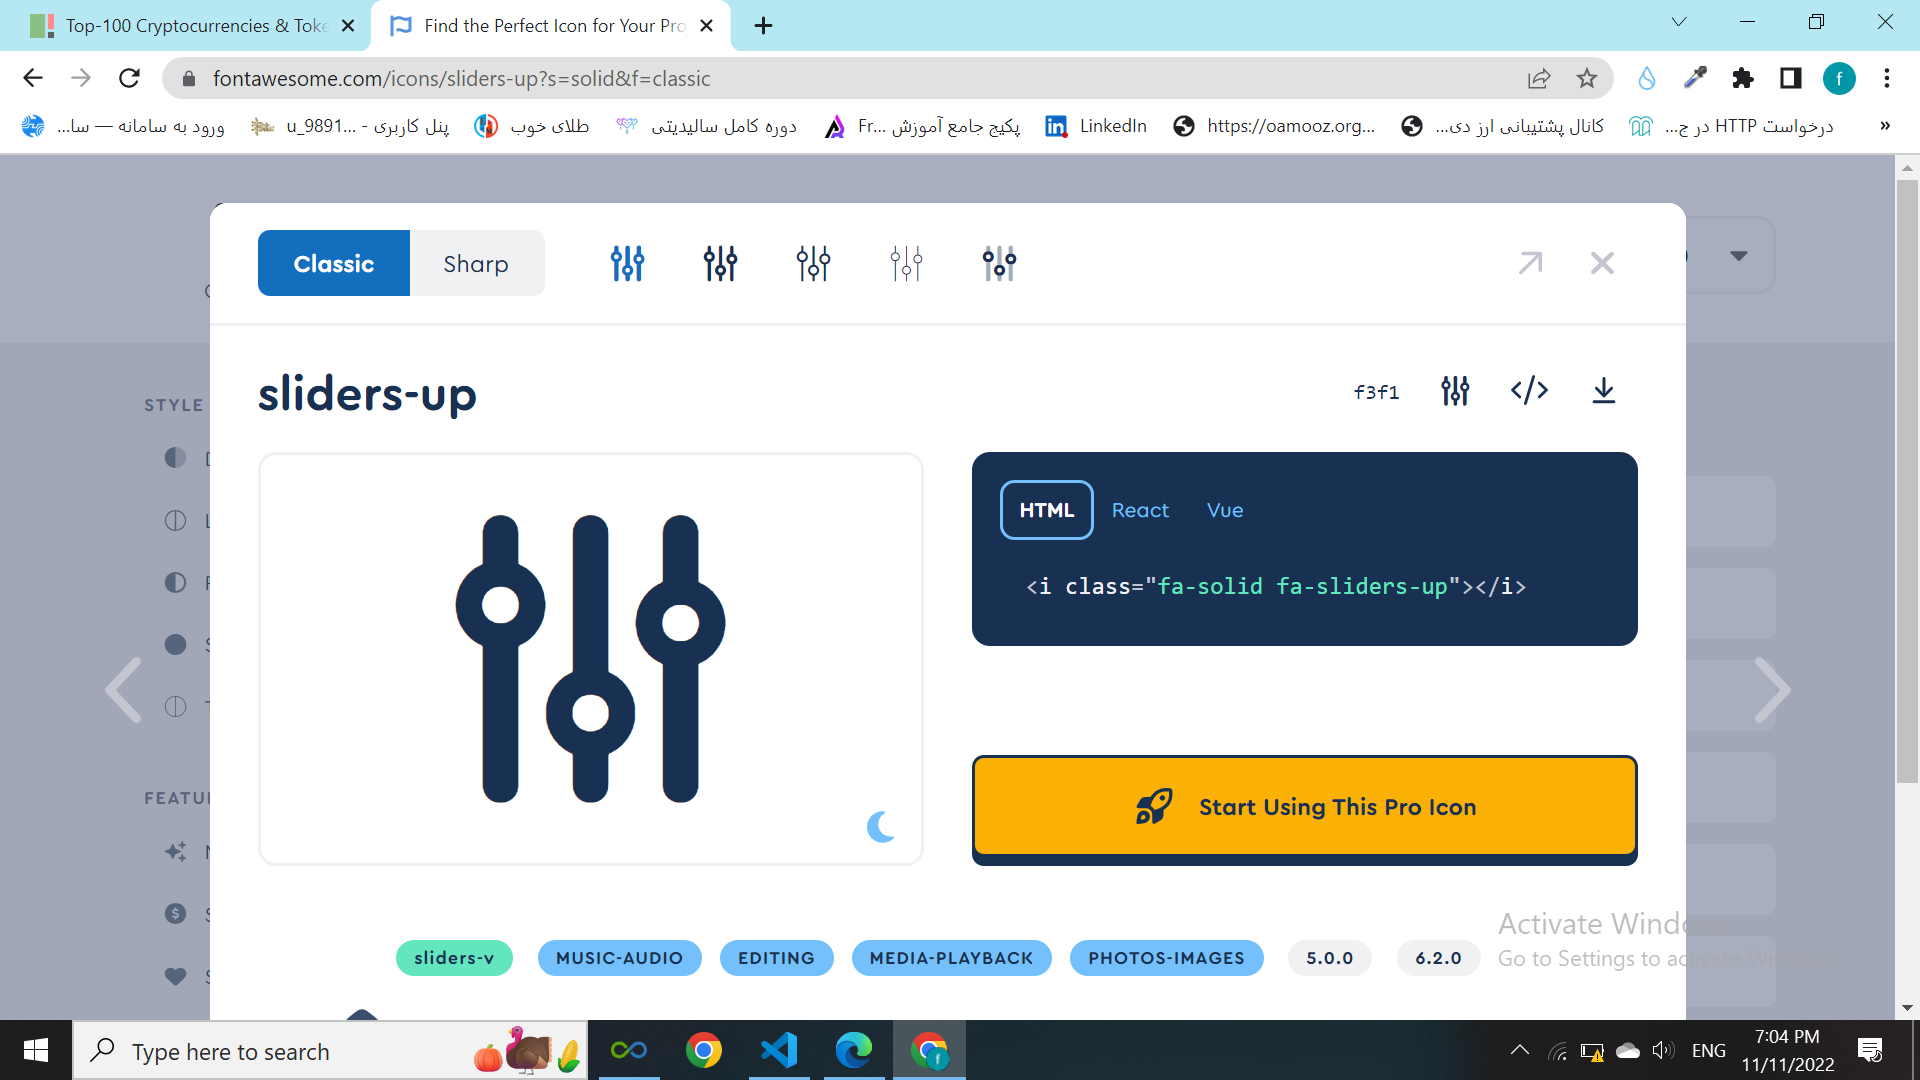 Top-100 Cryptocurrencies & Toke
Find the Perfect Icon for Your Pro
fontawesome.com/icons/sliders-up?s=solid&f=classic
ورود به سامانه — سا...
پنل کاربری - ...u_9891
طلای خوب
دوره کامل سالیدیتی
پکیج جامع آموزش ...Fr
LinkedIn
https://oamooz.org...
کانال پشتیبانی ارز دی...
درخواست HTTP در ج...
»
Classic
Sharp
sliders-up
f3f1
STYLE
HTML
React
Vue
<i class="fa-solid fa-sliders-up"></i>
Start Using This Pro Icon
FEATU
sliders-v
MUSIC-AUDIO
EDITING
MEDIA-PLAYBACK
PHOTOS-IMAGES
5.0.0
6.2.0
Activate Windo
Go to Settings to activate Wi
Type here to search
ENG
7:04 PM
11/11/2022